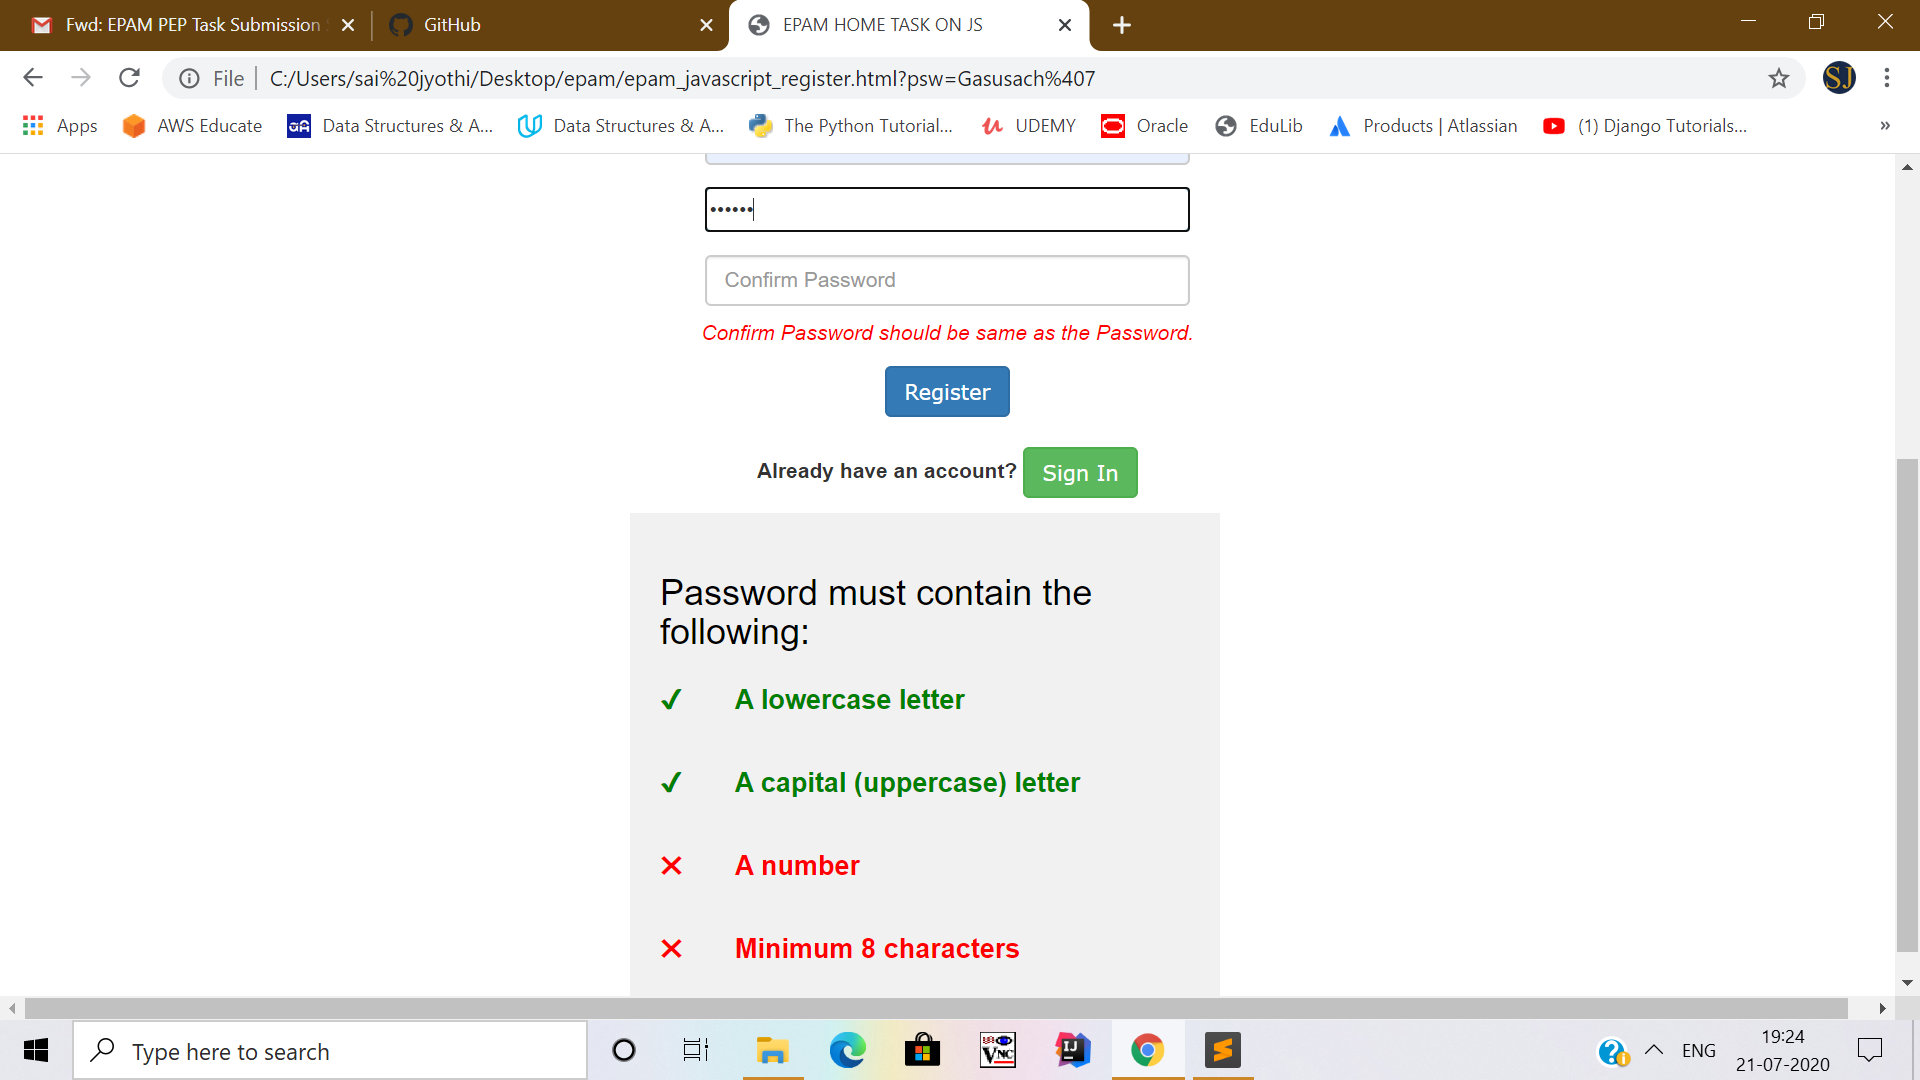 Fwd: EPAM PEP Task Submission
GitHub
EPAM HOME TASK ON JS
File
C:/Users/sai%20jyothi/Desktop/epam/epam_javascript_register.html?psw=Gasusach%407
SJ
Apps
AWS Educate
Data Structures & A...
Data Structures & A...
The Python Tutorial...
UDEMY
Oracle
EduLib
Products | Atlassian
(1) Django Tutorials...
»
••••••
Confirm Password
Confirm Password should be same as the Password.
Register
Already have an account? Sign In
Password must contain the
following:
✓ A lowercase letter
✓ A capital (uppercase) letter
✕ A number
✕ Minimum 8 characters
Type here to search
ENG
19:24
21-07-2020